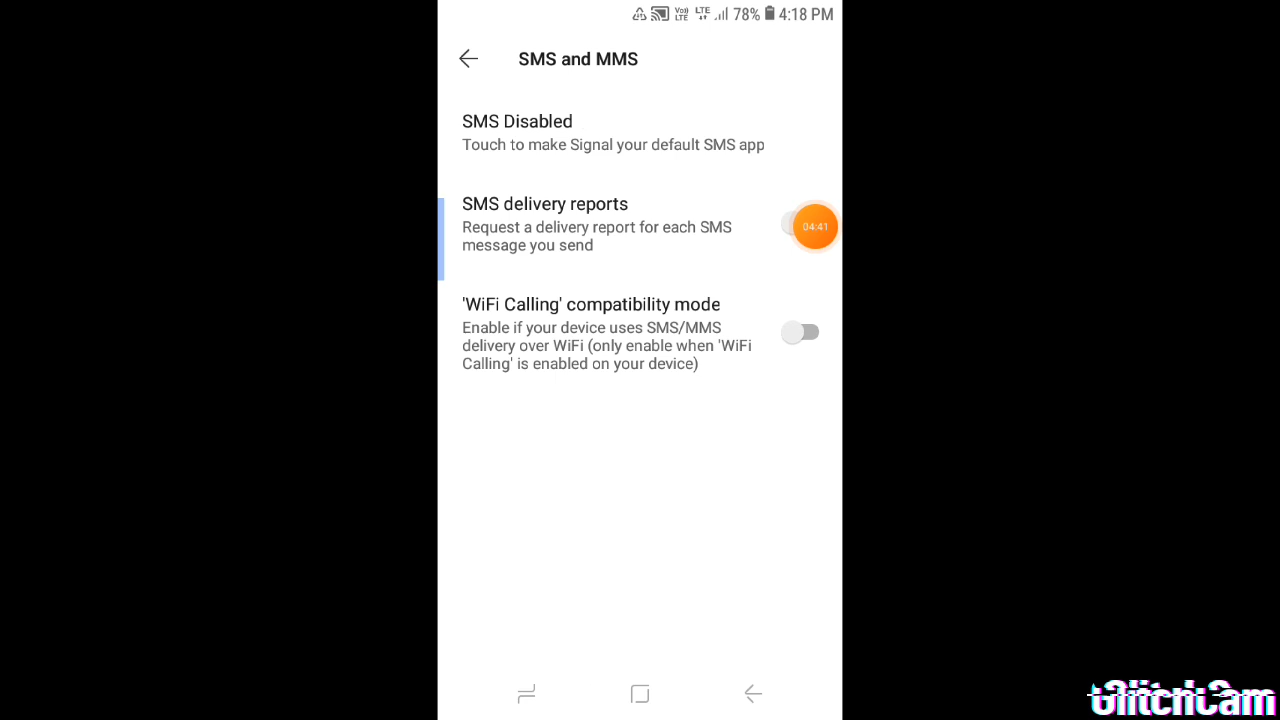 VoLTE LTE 78% 4:18 PM
SMS and MMS
SMS Disabled
Touch to make Signal your default SMS app
SMS delivery reports
Request a delivery report for each SMS
message you send
04:41
'WiFi Calling' compatibility mode
Enable if your device uses SMS/MMS
delivery over WiFi (only enable when 'WiFi
Calling' is enabled on your device)
GlitchCam